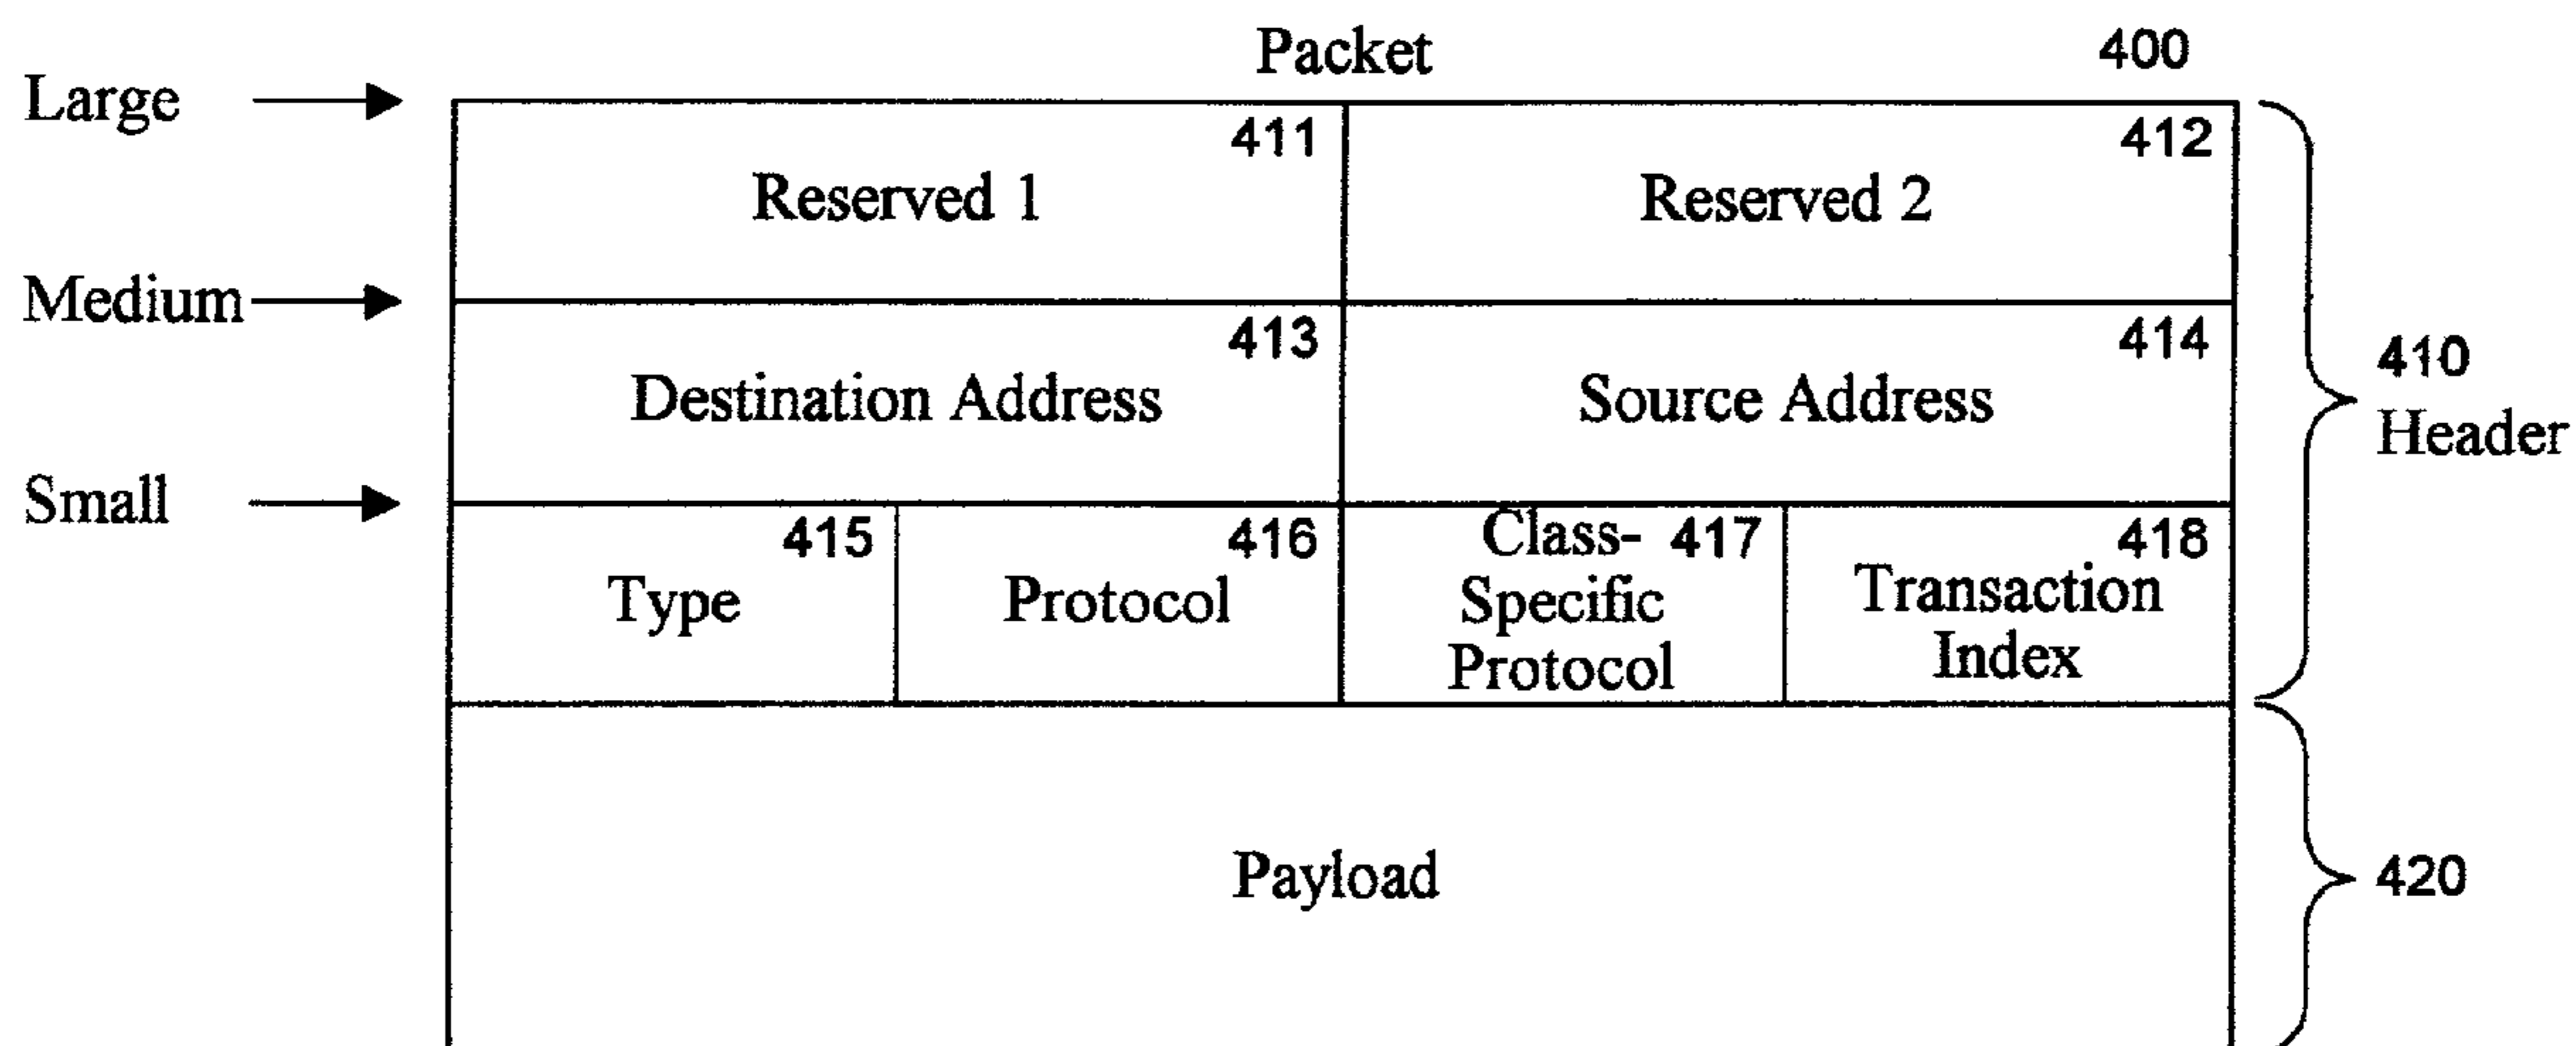 Packet 400
Large
411
412
Reserved 1
Reserved 2
Medium
413
414
Destination Address
Source Address
410
Header
Small
415
416
Class- 417
418
Type
Protocol
Specific
Protocol
Transaction
Index
Payload
420